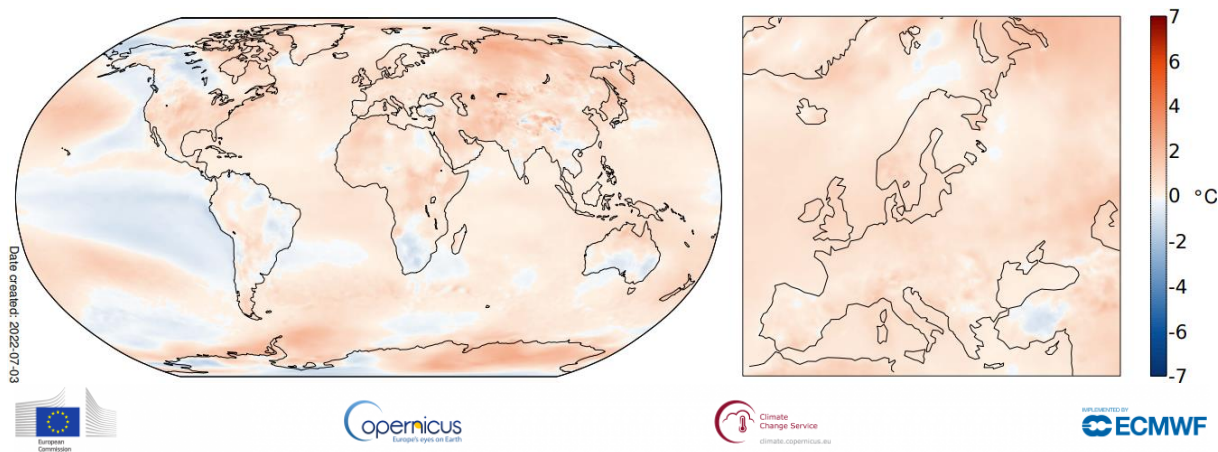 7
6
4
2
0 °C
-2
-4
-6
-7
Date created: 2022-07-03
European
Commission
opernicus
Europe's eyes on Earth
Climate
Change Service
climate.copernicus.eu
IMPLEMENTED BY
ECMWF